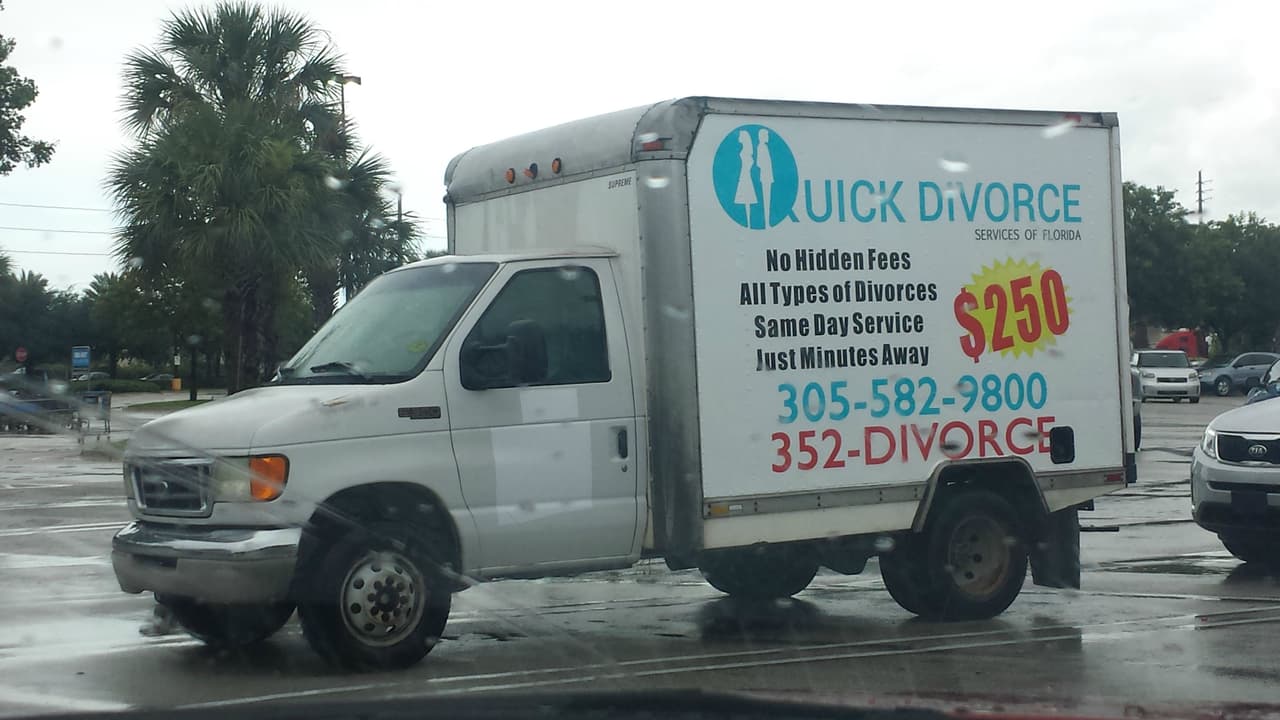 SUPREME
QUICK DIVORCE
SERVICES OF FLORIDA
No Hidden Fees
All Types of Divorces
Same Day Service
Just Minutes Away
$250
305-582-9800
352-DIVORCE
KIA